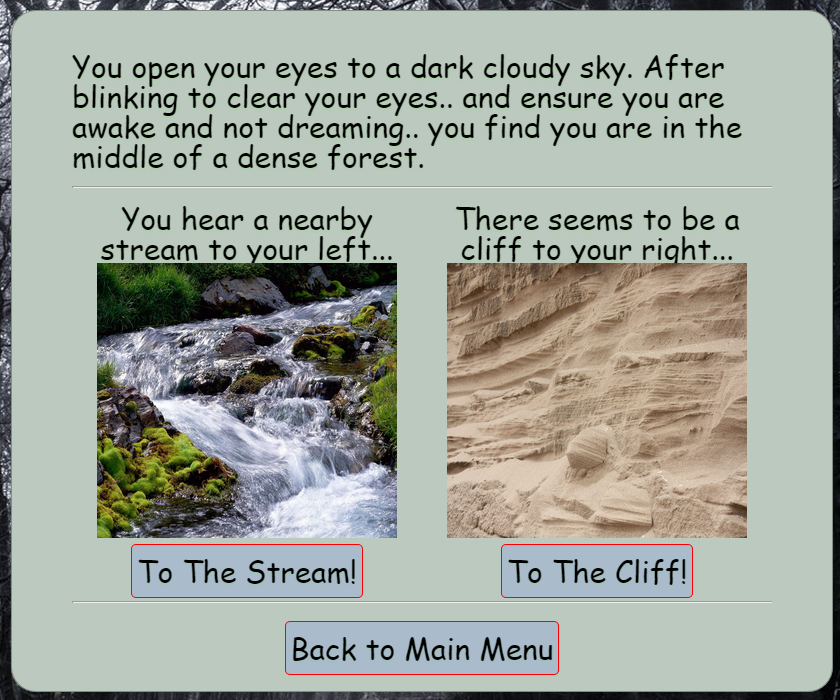 You open your eyes to a dark cloudy sky. After
blinking to clear your eyes.. and ensure you are
awake and not dreaming.. you find you are in the
middle of a dense forest.
You hear a nearby
stream to your left...
There seems to be a
cliff to your right...
To The Stream!
To The Cliff!
Back to Main Menu